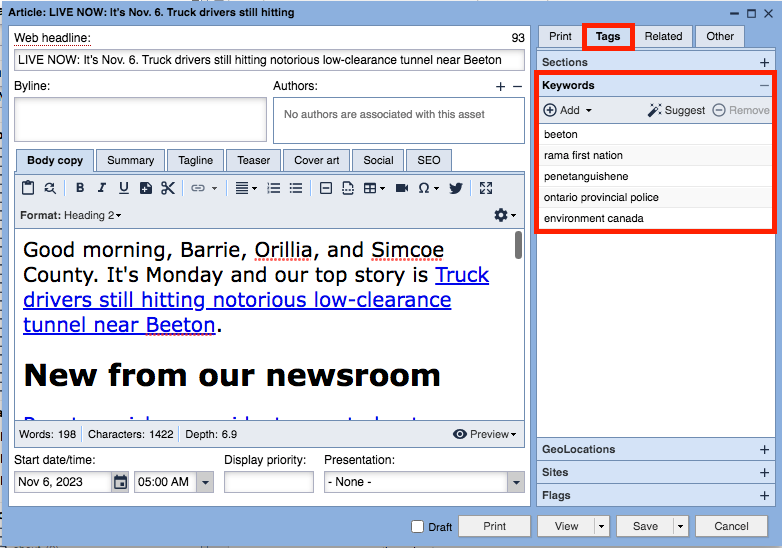 Article: LIVE NOW: It's Nov. 6. Truck drivers still hitting
Web headline:
93
LIVE NOW: It's Nov. 6. Truck drivers still hitting notorious low-clearance tunnel near Beeton
Byline:
Authors:
+ −
No authors are associated with this asset
Body copy Summary Tagline Teaser Cover art Social SEO
B I U
Format: Heading 2
Good morning, Barrie, Orillia, and Simcoe
County. It's Monday and our top story is Truck
drivers still hitting notorious low-clearance
tunnel near Beeton.
New from our newsroom
Words: 198 Characters: 1422 Depth: 6.9
Preview
Start date/time:
Display priority:
Presentation:
Nov 6, 2023
05:00 AM
- None -
Print Tags Related Other
Sections +
Keywords −
Add
Suggest
Remove
beeton
rama first nation
penetanguishene
ontario provincial police
environment canada
GeoLocations +
Sites +
Flags +
Draft
Print
View
Save
Cancel